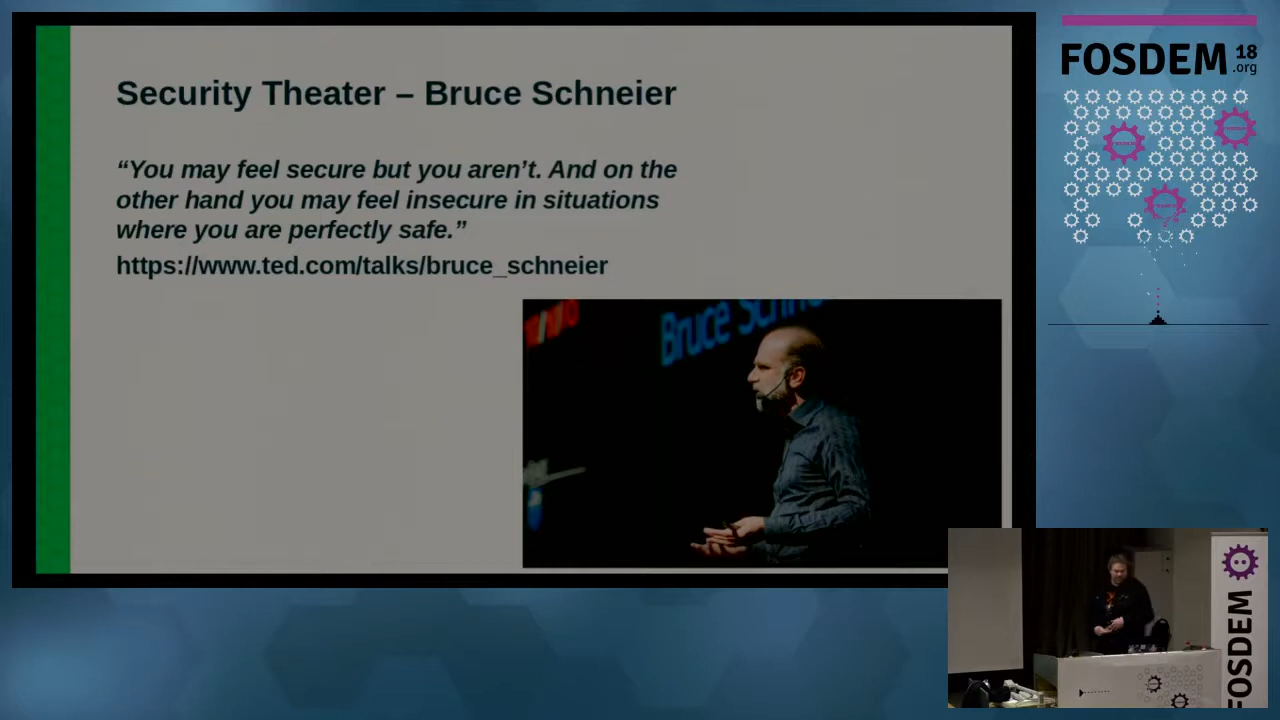 Security Theater – Bruce Schneier
“You may feel secure but you aren’t. And on the
other hand you may feel insecure in situations
where you are perfectly safe.”
https://www.ted.com/talks/bruce_schneier
Bruce
FOSDEM 18
.org
FOSDEM